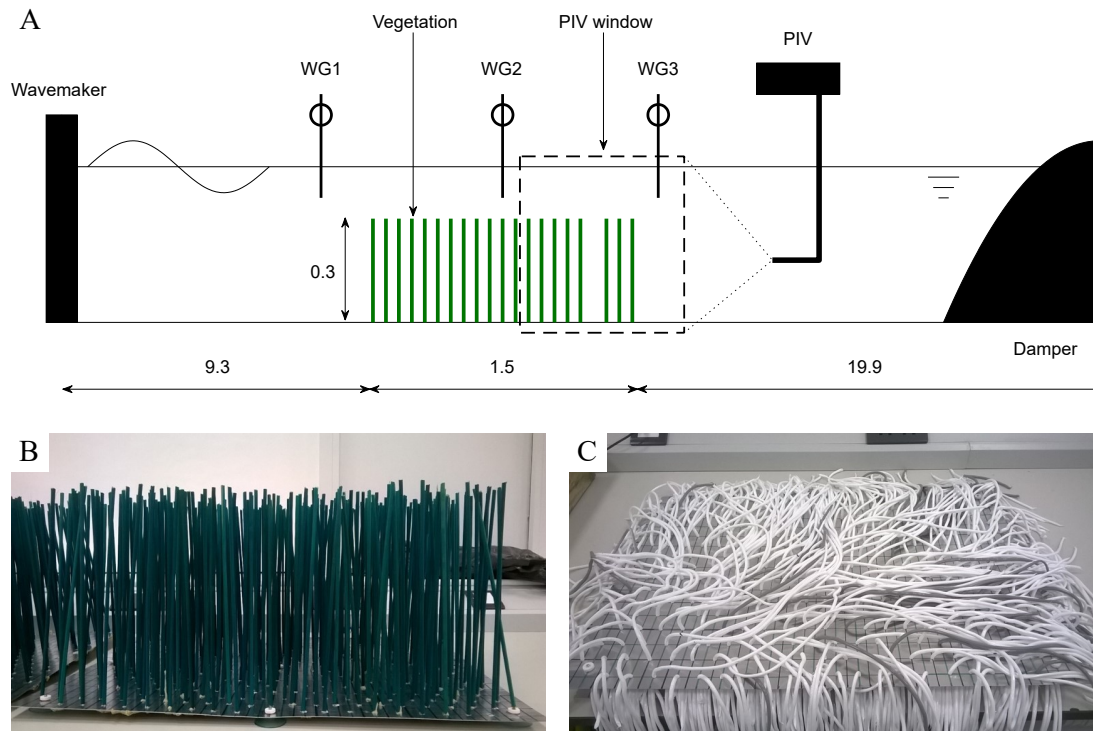 A
Vegetation
PIV window
PIV
WG1
WG2
WG3
Wavemaker
0.3
Damper
9.3
1.5
19.9
B
C